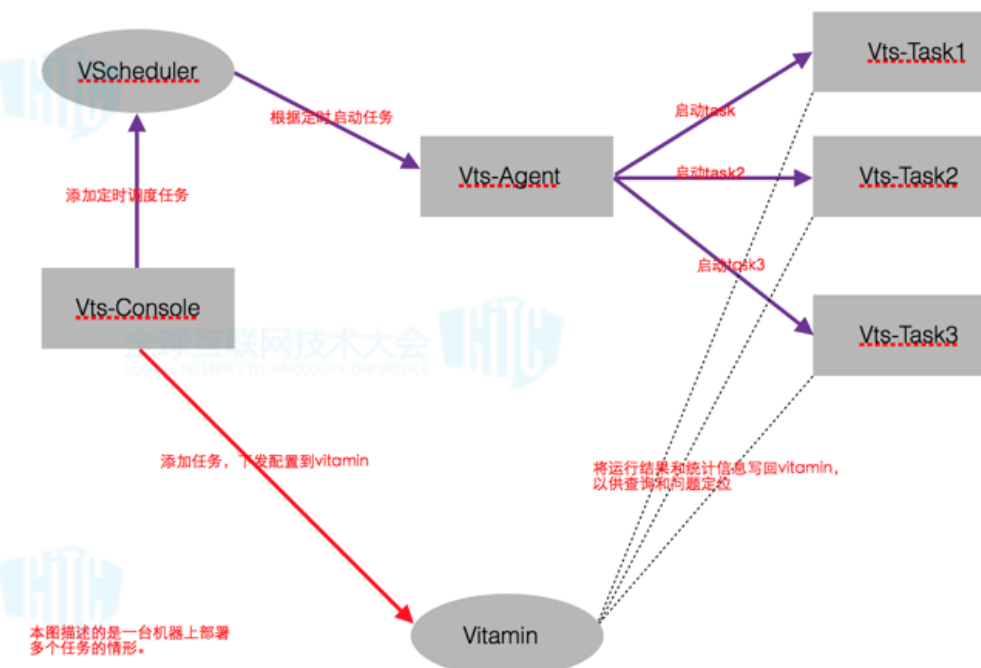 Vts-Task1
VScheduler
启动task
根据定时启动任务
Vts-Agent
启动task2
Vts-Task2
添加定时调度任务
启动task3
Vts-Console
Vts-Task3
全球互联网技术大会
GLOBAL INTERNET TECHNOLOGY CONFERENCE
添加任务，下发配置到vitamin
将运行结果和统计信息写回vitamin，
以供查询和问题定位
Vitamin
本图描述的是一台机器上部署
多个任务的情形。